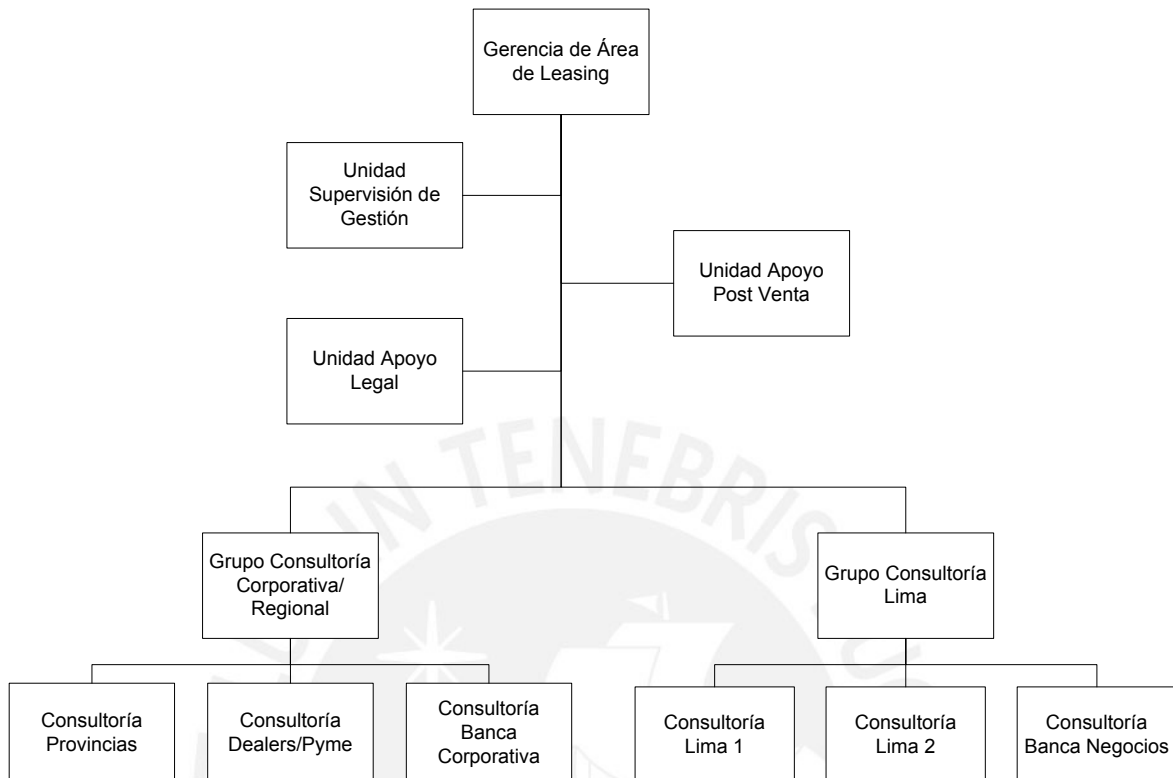 Gerencia de Área
de Leasing
Unidad
Supervisión de
Gestión
Unidad Apoyo
Post Venta
Unidad Apoyo
Legal
IN TENEBRIS
Grupo Consultoría
Corporativa/
Regional
Grupo Consultoría
Lima
Consultoría
Provincias
Consultoría
Dealers/Pyme
Consultoría
Banca
Corporativa
Consultoría
Lima 1
Consultoría
Lima 2
Consultoría
Banca Negocios